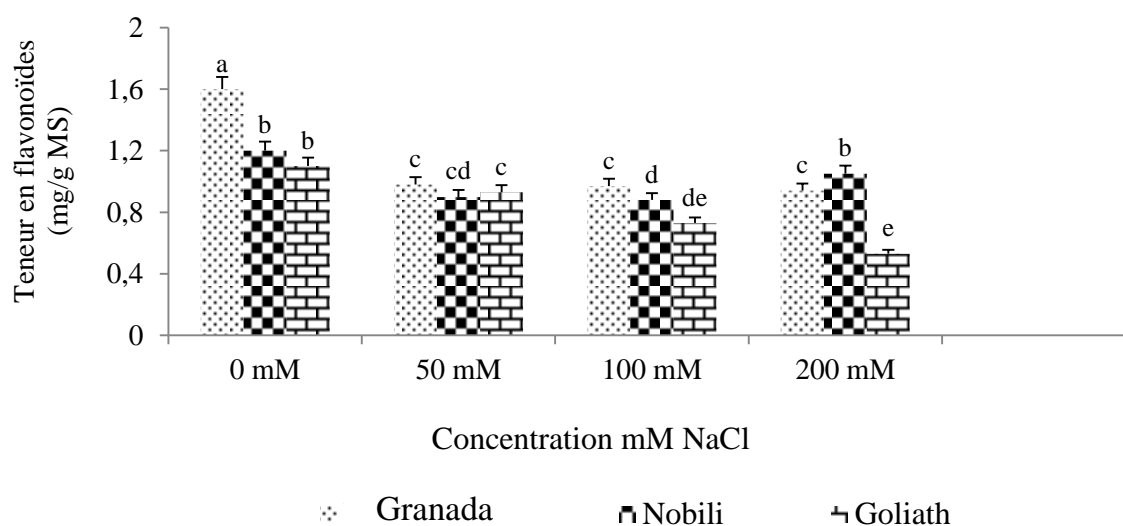 Teneur en flavonoïdes
(mg/g MS)
2
1,6
1,2
0,8
0,4
0
a
b
b
c
cd
c
c
d
de
c
b
e
0 mM
50 mM
100 mM
200 mM
Concentration mM NaCl
Granada
Nobili
Goliath